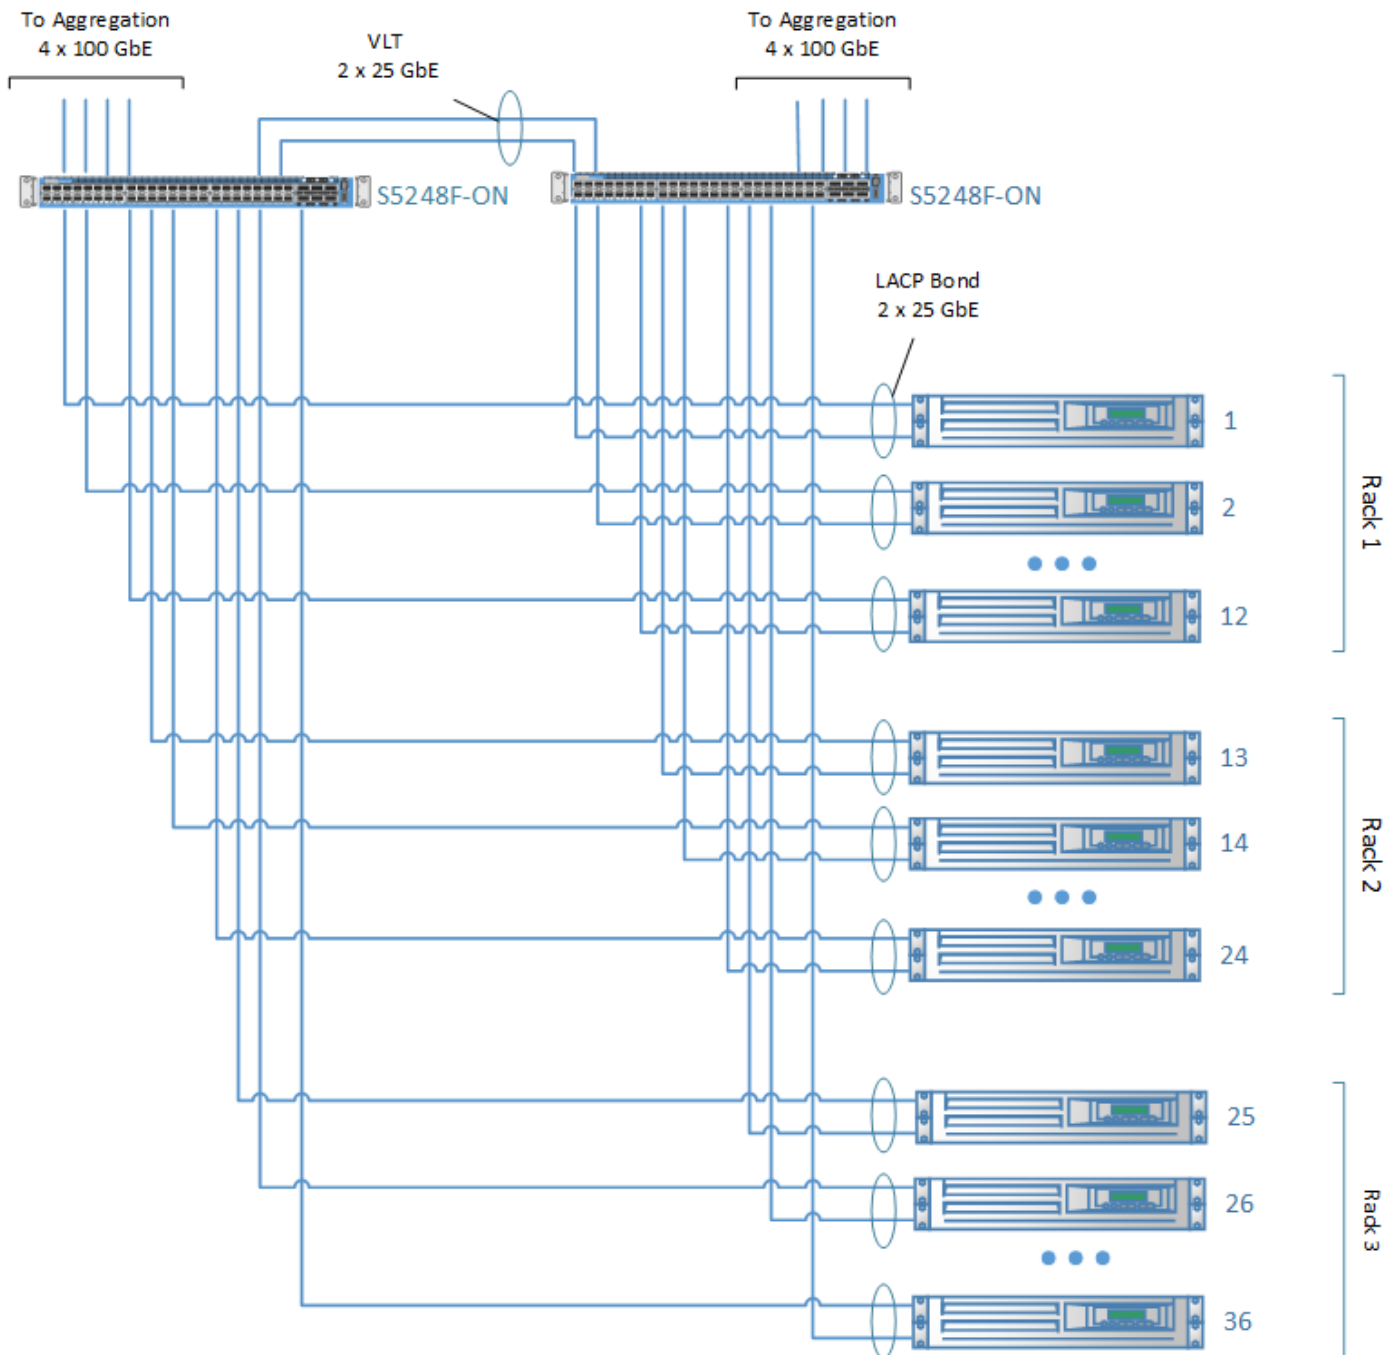 To Aggregation
4 x 100 GbE
VLT
2 x 25 GbE
To Aggregation
4 x 100 GbE
S5248F-ON
S5248F-ON
LACP Bond
2 x 25 GbE
1
2
12
Rack 1
13
14
24
Rack 2
25
26
36
Rack 3